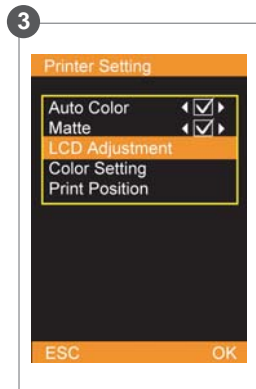 3
Printer Setting
Auto Color
Matte
LCD Adjustment
Color Setting
Print Position
ESC OK